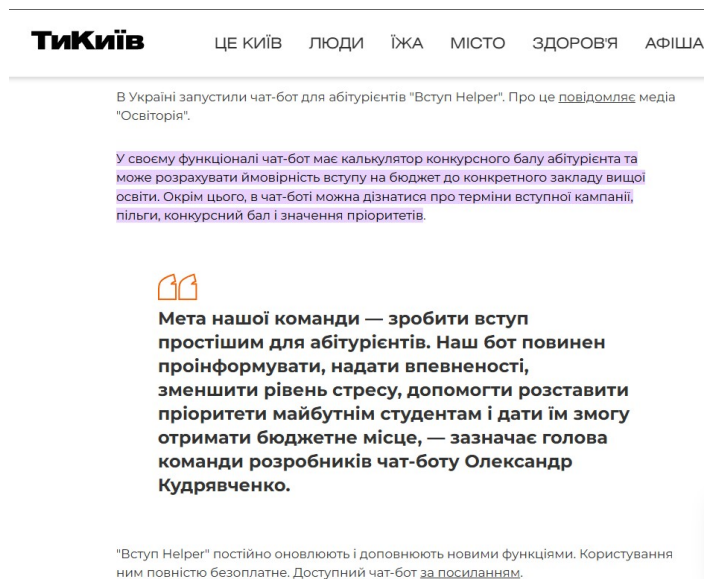 ТиКиїв
ЦЕ КИЇВ ЛЮДИ ЇЖА МІСТО ЗДОРОВ'Я АФІША
В Україні запустили чат-бот для абітурієнтів "Вступ Helper". Про це повідомляє медіа
"Освіторія".
У своєму функціоналі чат-бот має калькулятор конкурсного балу абітурієнта та
може розрахувати ймовірність вступу на бюджет до конкретного закладу вищої
освіти. Окрім цього, в чат-боті можна дізнатися про терміни вступної кампанії,
пільги, конкурсний бал і значення пріоритетів.
Мета нашої команди — зробити вступ
простішим для абітурієнтів. Наш бот повинен
проінформувати, надати впевненості,
зменшити рівень стресу, допомогти розставити
пріоритети майбутнім студентам і дати їм змогу
отримати бюджетне місце, — зазначає голова
команди розробників чат-боту Олександр
Кудрявченко.
"Вступ Helper" постійно оновлюють і доповнюють новими функціями. Користування
ним повністю безоплатне. Доступний чат-бот за посиланням.